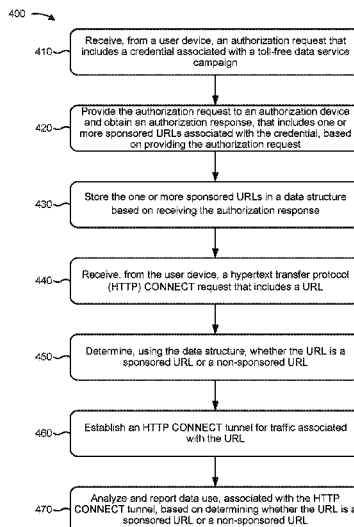 400
410
Receive, from a user device, an authorization request that
includes a credential associated with a toll-free data service
campaign
420
Provide the authorization request to an authorization device
and obtain an authorization response, that includes one or
more sponsored URLs associated with the credential, based
on providing the authorization request
430
Store the one or more sponsored URLs in a data structure
based on receiving the authorization response
440
Receive, from the user device, a hypertext transfer protocol
(HTTP) CONNECT request that includes a URL
450
Determine, using the data structure, whether the URL is a
sponsored URL or a non-sponsored URL
460
Establish an HTTP CONNECT tunnel for traffic associated
with the URL
470
Analyze and report data use, associated with the HTTP
CONNECT tunnel, based on determining whether the URL is a
sponsored URL or a non-sponsored URL